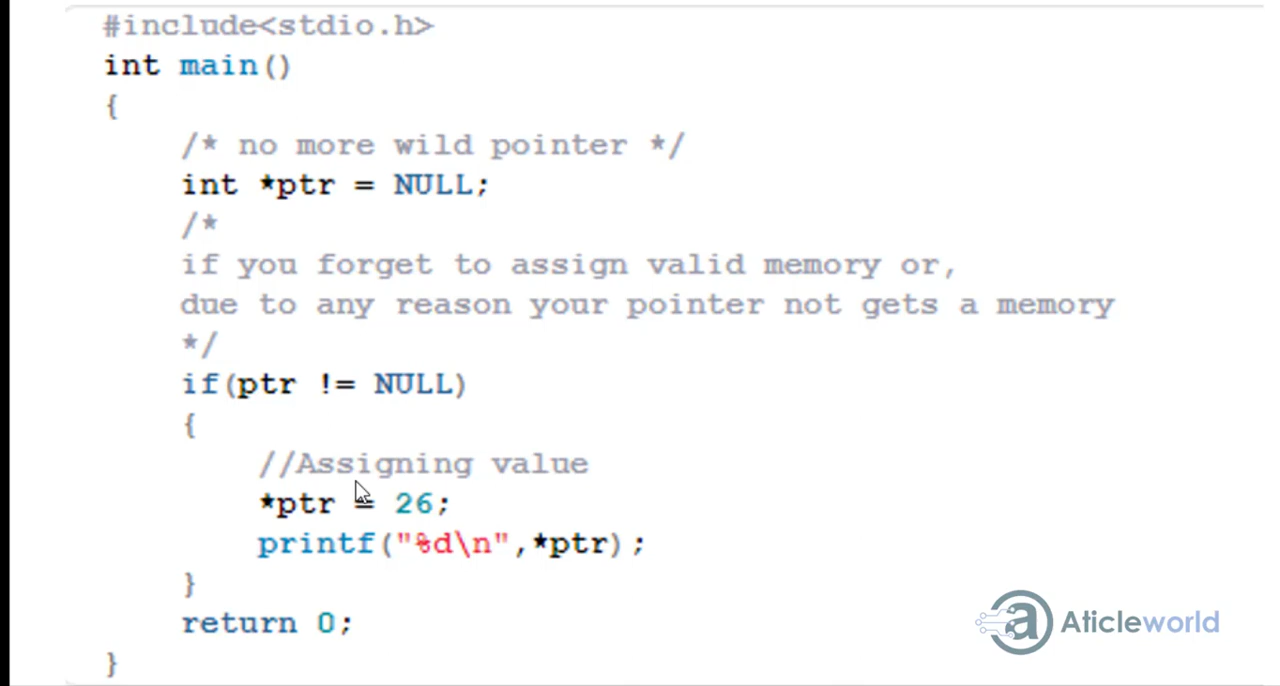 #include<stdio.h>
int main()
{
/* no more wild pointer */
int *ptr = NULL;
/*
if you forget to assign valid memory or,
due to any reason your pointer not gets a memory
*/
if(ptr != NULL)
{
//Assigning value
*ptr = 26;
printf("%d\n",*ptr);
}
return 0;
}
Aticleworld